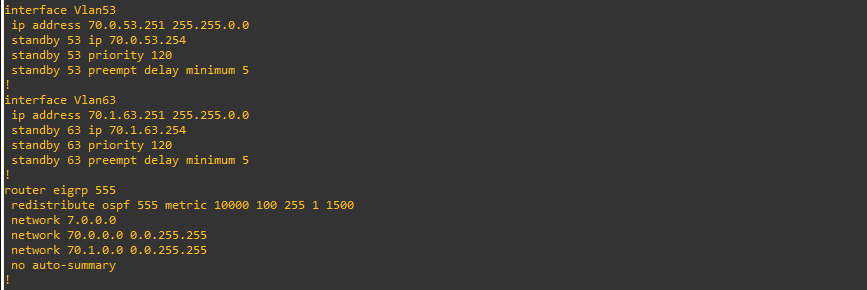 interface Vlan53
ip address 70.0.53.251 255.255.0.0
standby 53 ip 70.0.53.254
standby 53 priority 120
standby 53 preempt delay minimum 5
!
interface Vlan63
ip address 70.1.63.251 255.255.0.0
standby 63 ip 70.1.63.254
standby 63 priority 120
standby 63 preempt delay minimum 5
!
router eigrp 555
redistribute ospf 555 metric 10000 100 255 1 1500
network 7.0.0.0
network 70.0.0.0 0.0.255.255
network 70.1.0.0 0.0.255.255
no auto-summary
!